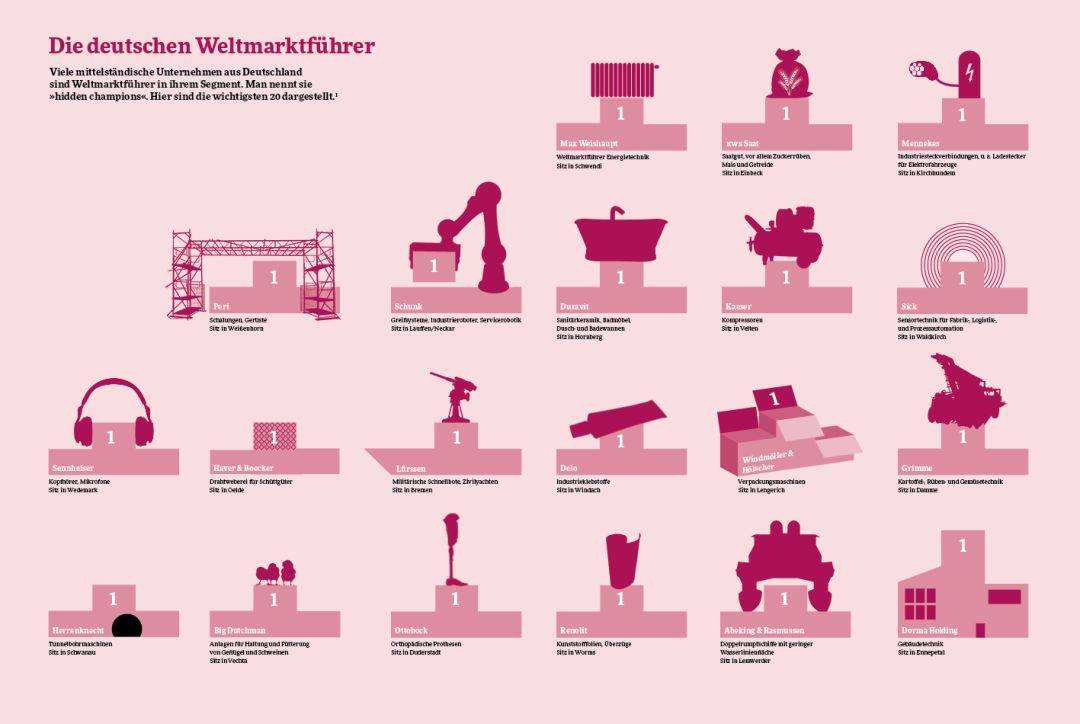 Die deutschen Weltmarktführer
Viele mittelständische Unternehmen aus Deutschland
sind Weltmarktführer in ihrem Segment. Man nennt sie
»hidden champions«. Hier sind die wichtigsten 20 dargestellt.¹
1
Max Weishaupt
Weltmarktführer Energietechnik
Sitz in Schwendi
1
KWS Saat
Saatgut, vor allem Zuckerrüben,
Mais und Getreide
Sitz in Einbeck
1
Mennekes
Industriesteckverbindungen, u. a. Ladestecker
für Elektrofahrzeuge
Sitz in Kirchhundem
1
Peri
Schalungen, Gerüste
Sitz in Weißenhorn
1
Schunk
Greifsysteme, Industrieroboter, Servicerobotik
Sitz in Lauffen/Neckar
1
Duravit
Sanitärkeramik, Badmöbel,
Dusch- und Badewannen
Sitz in Hornberg
1
Kaeser
Kompressoren
Sitz in Velten
1
Sick
Sensortechnik für Fabrik-, Logistik-,
und Prozessautomation
Sitz in Waldkirch
1
Sennheiser
Kopfhörer, Mikrofone
Sitz in Wedemark
1
Haver & Boecker
Drahtweberei für Schüttgüter
Sitz in Oelde
1
Lürssen
Militärische Schnellbote, Zivilyachten
Sitz in Bremen
1
Delo
Industrieklebstoffe
Sitz in Windach
1
Windmöller &
Hölscher
Verpackungsmaschinen
Sitz in Lengerich
1
Grimme
Kartoffel-, Rüben- und Gemüsetechnik
Sitz in Damme
1
Herrenknecht
Tunnelbohrmaschinen
Sitz in Schwanau
1
Big Dutchman
Anlagen für Haltung und Fütterung
von Geflügel und Schweinen
Sitz in Vechta
1
Ottobock
Orthopädische Prothesen
Sitz in Duderstadt
1
Renolit
Kunststofffolien, Überzüge
Sitz in Worms
1
Abeking & Rasmussen
Doppelrumpfschiffe mit geringer
Wasserlinienfläche
Sitz in Lemwerder
1
Dorma Holding
Gebäudetechnik
Sitz in Ennepetal